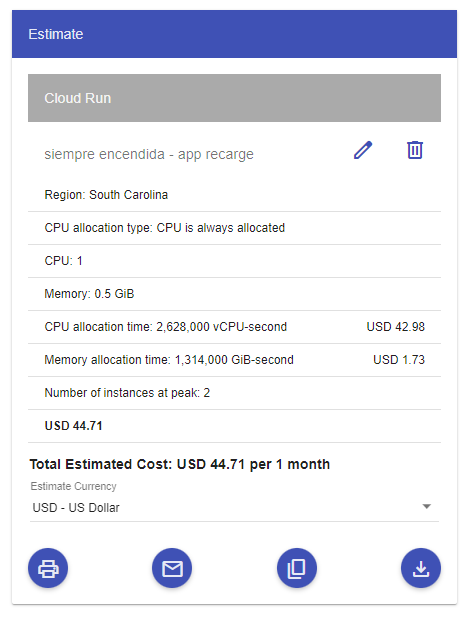 Estimate
Cloud Run
siempre encendida - app recarge
Region: South Carolina
CPU allocation type: CPU is always allocated
CPU: 1
Memory: 0.5 GiB
CPU allocation time: 2,628,000 vCPU-second USD 42.98
Memory allocation time: 1,314,000 GiB-second USD 1.73
Number of instances at peak: 2
USD 44.71
Total Estimated Cost: USD 44.71 per 1 month
Estimate Currency
USD - US Dollar